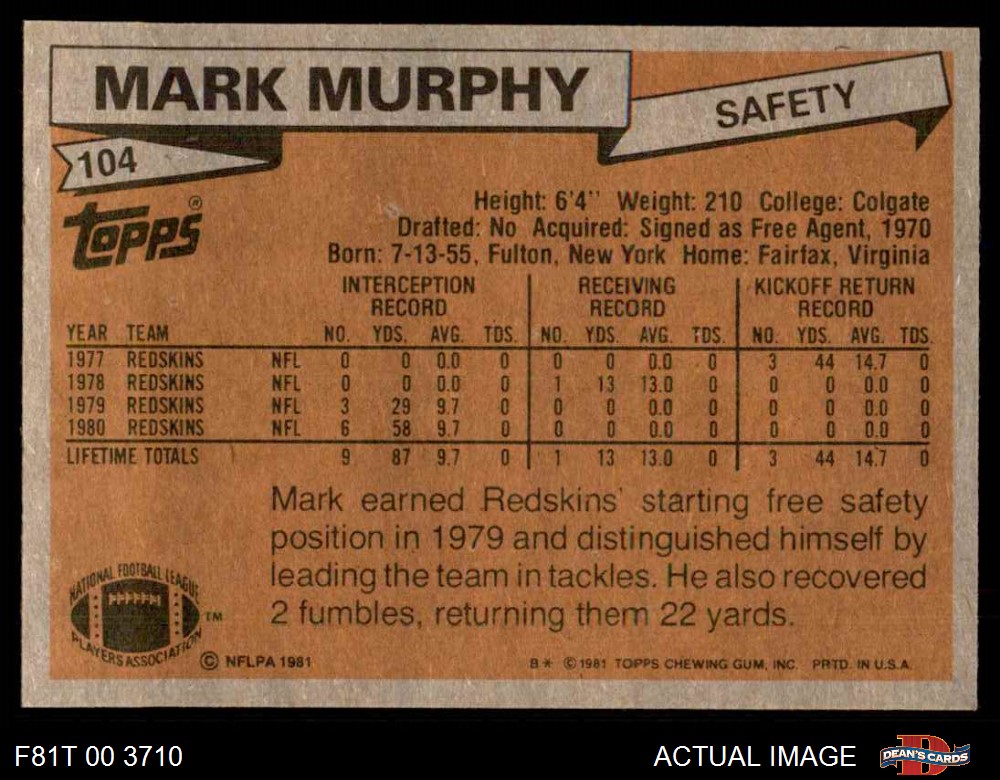 MARK MURPHY
SAFETY
104
TOPPS®
Height: 6'4'' Weight: 210 College: Colgate
Drafted: No Acquired: Signed as Free Agent, 1970
Born: 7-13-55, Fulton, New York Home: Fairfax, Virginia
INTERCEPTION RECORD RECEIVING RECORD KICKOFF RETURN RECORD
YEAR TEAM NO. YDS. AVG. TDS. NO. YDS. AVG. TDS. NO. YDS. AVG. TDS.
1977 REDSKINS NFL 0 0 0.0 0 0 0 0.0 0 3 44 14.7 0
1978 REDSKINS NFL 0 0 0.0 0 1 13 13.0 0 0 0 0.0 0
1979 REDSKINS NFL 3 29 9.7 0 0 0 0.0 0 0 0 0.0 0
1980 REDSKINS NFL 6 58 9.7 0 0 0 0.0 0 0 0 0.0 0
LIFETIME TOTALS 9 87 9.7 0 1 13 13.0 0 3 44 14.7 0
Mark earned Redskins' starting free safety
position in 1979 and distinguished himself by
leading the team in tackles. He also recovered
2 fumbles, returning them 22 yards.
NATIONAL FOOTBALL LEAGUE
PLAYERS ASSOCIATION
TM
© NFLPA 1981
B* © 1981 TOPPS CHEWING GUM, INC. PRTD. IN U.S.A.
F81T 00 3710
ACTUAL IMAGE
DEAN'S CARDS